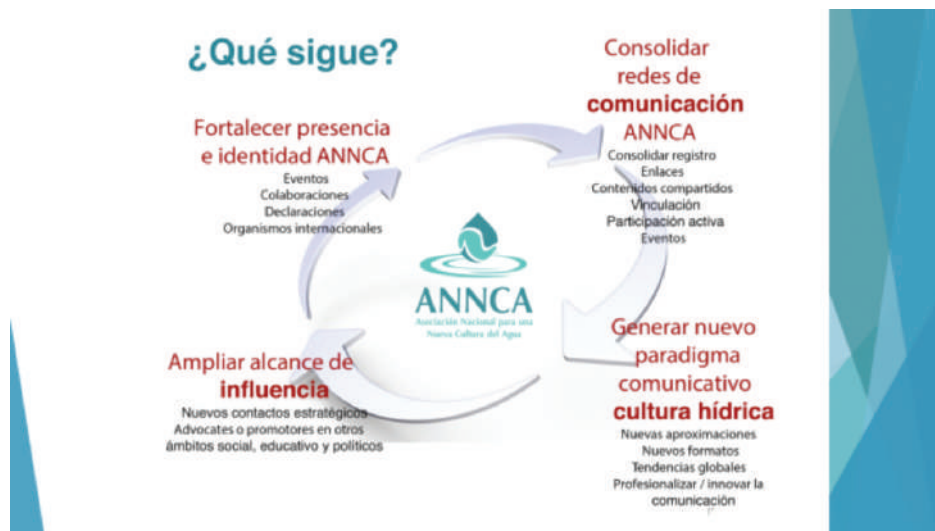 ¿Qué sigue?
Fortalecer presencia
e identidad ANNCA
Eventos
Colaboraciones
Declaraciones
Organismos internacionales
Consolidar
redes de
comunicación
ANNCA
Consolidar registro
Enlaces
Contenidos compartidos
Vinculación
Participación activa
Eventos
ANNCA
Asociación Nacional para una
Nueva Cultura del Agua
Generar nuevo
paradigma
comunicativo
cultura hídrica
Nuevas aproximaciones
Nuevos formatos
Tendencias globales
Profesionalizar / innovar la
comunicación
Ampliar alcance de
influencia
Nuevos contactos estratégicos
Advocates o promotores en otros
ámbitos social, educativo y políticos